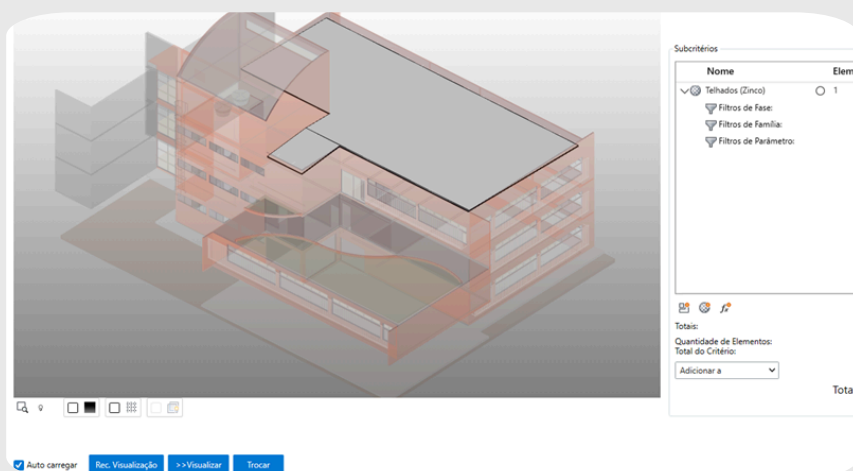 Subcritérios
Nome Elem
Telhados (Zinco) 1
Filtros de Fase:
Filtros de Família:
Filtros de Parámetro:
Totais:
Quantidade de Elementos:
Total do Critério:
Adicionar a
Tota
Auto carregar Rec. Visualização >>Visualizar Trocar